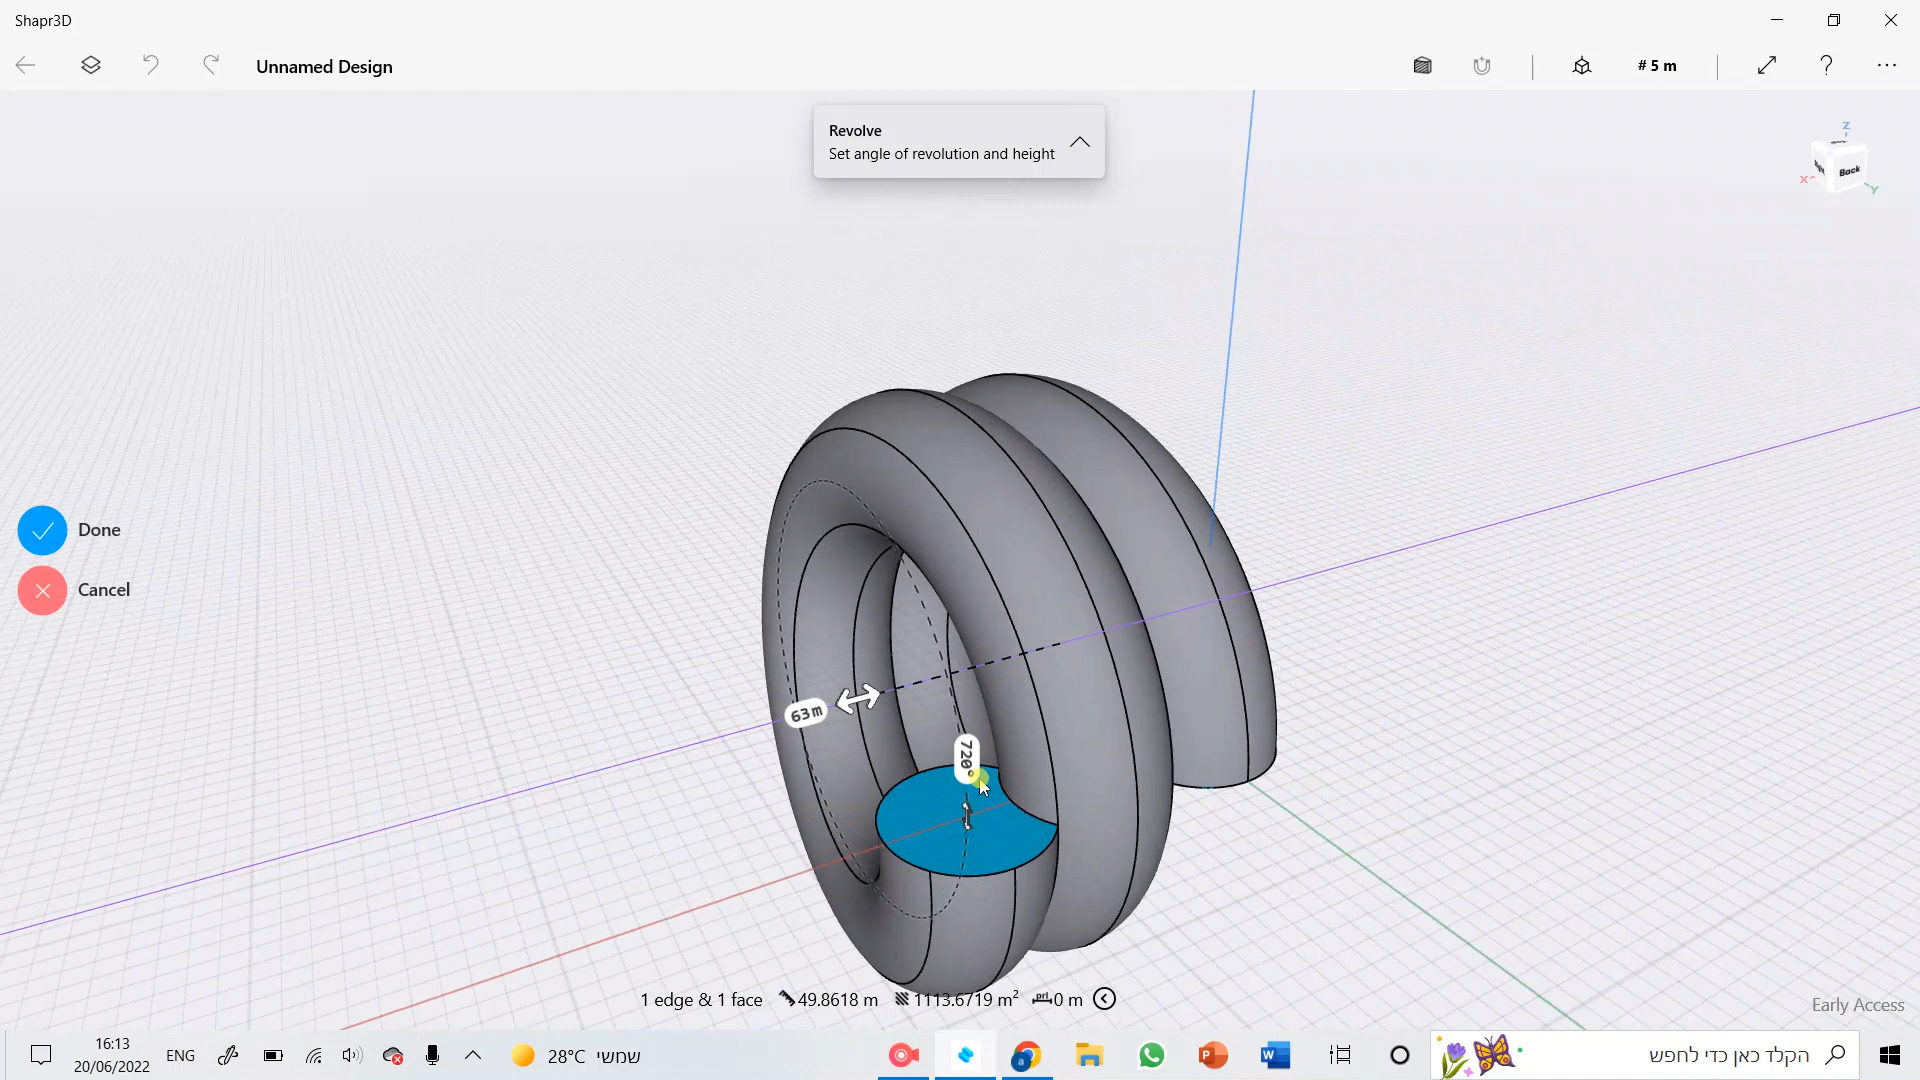 Shapr3D
Unnamed Design
# 5 m
Revolve
Set angle of revolution and height
Z
Back
X
Y
Done
Cancel
63m
720°
1 edge & 1 face 49.8618 m 1113.6719 m² prl 0 m
Early Access
16:13
20/06/2022
ENG
28°C שמשי
הקלד כאן כדי לחפש